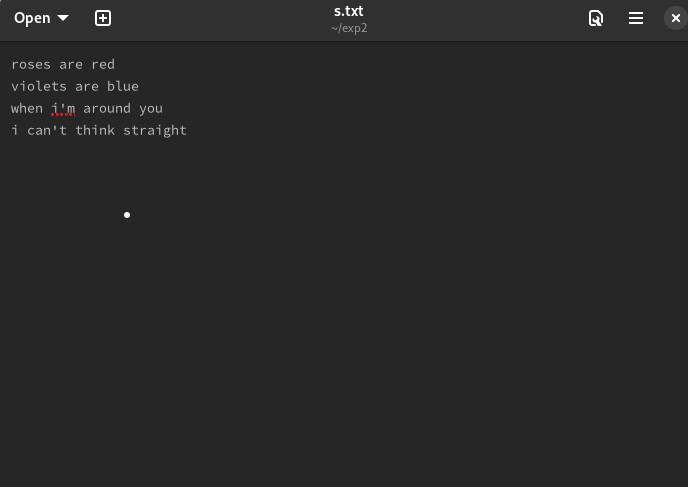 Open
s.txt
~/exp2
roses are red
violets are blue
when i'm around you
i can't think straight